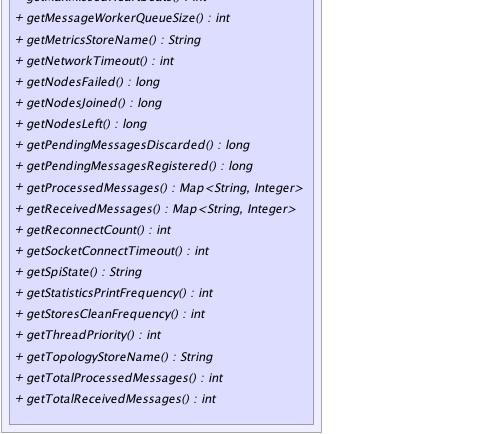 + getMessageWorkerQueueSize() : int
+ getMetricsStoreName() : String
+ getNetworkTimeout() : int
+ getNodesFailed() : long
+ getNodesJoined() : long
+ getNodesLeft() : long
+ getPendingMessagesDiscarded() : long
+ getPendingMessagesRegistered() : long
+ getProcessedMessages() : Map<String, Integer>
+ getReceivedMessages() : Map<String, Integer>
+ getReconnectCount() : int
+ getSocketConnectTimeout() : int
+ getSpiState() : String
+ getStatisticsPrintFrequency() : int
+ getStoresCleanFrequency() : int
+ getThreadPriority() : int
+ getTopologyStoreName() : String
+ getTotalProcessedMessages() : int
+ getTotalReceivedMessages() : int